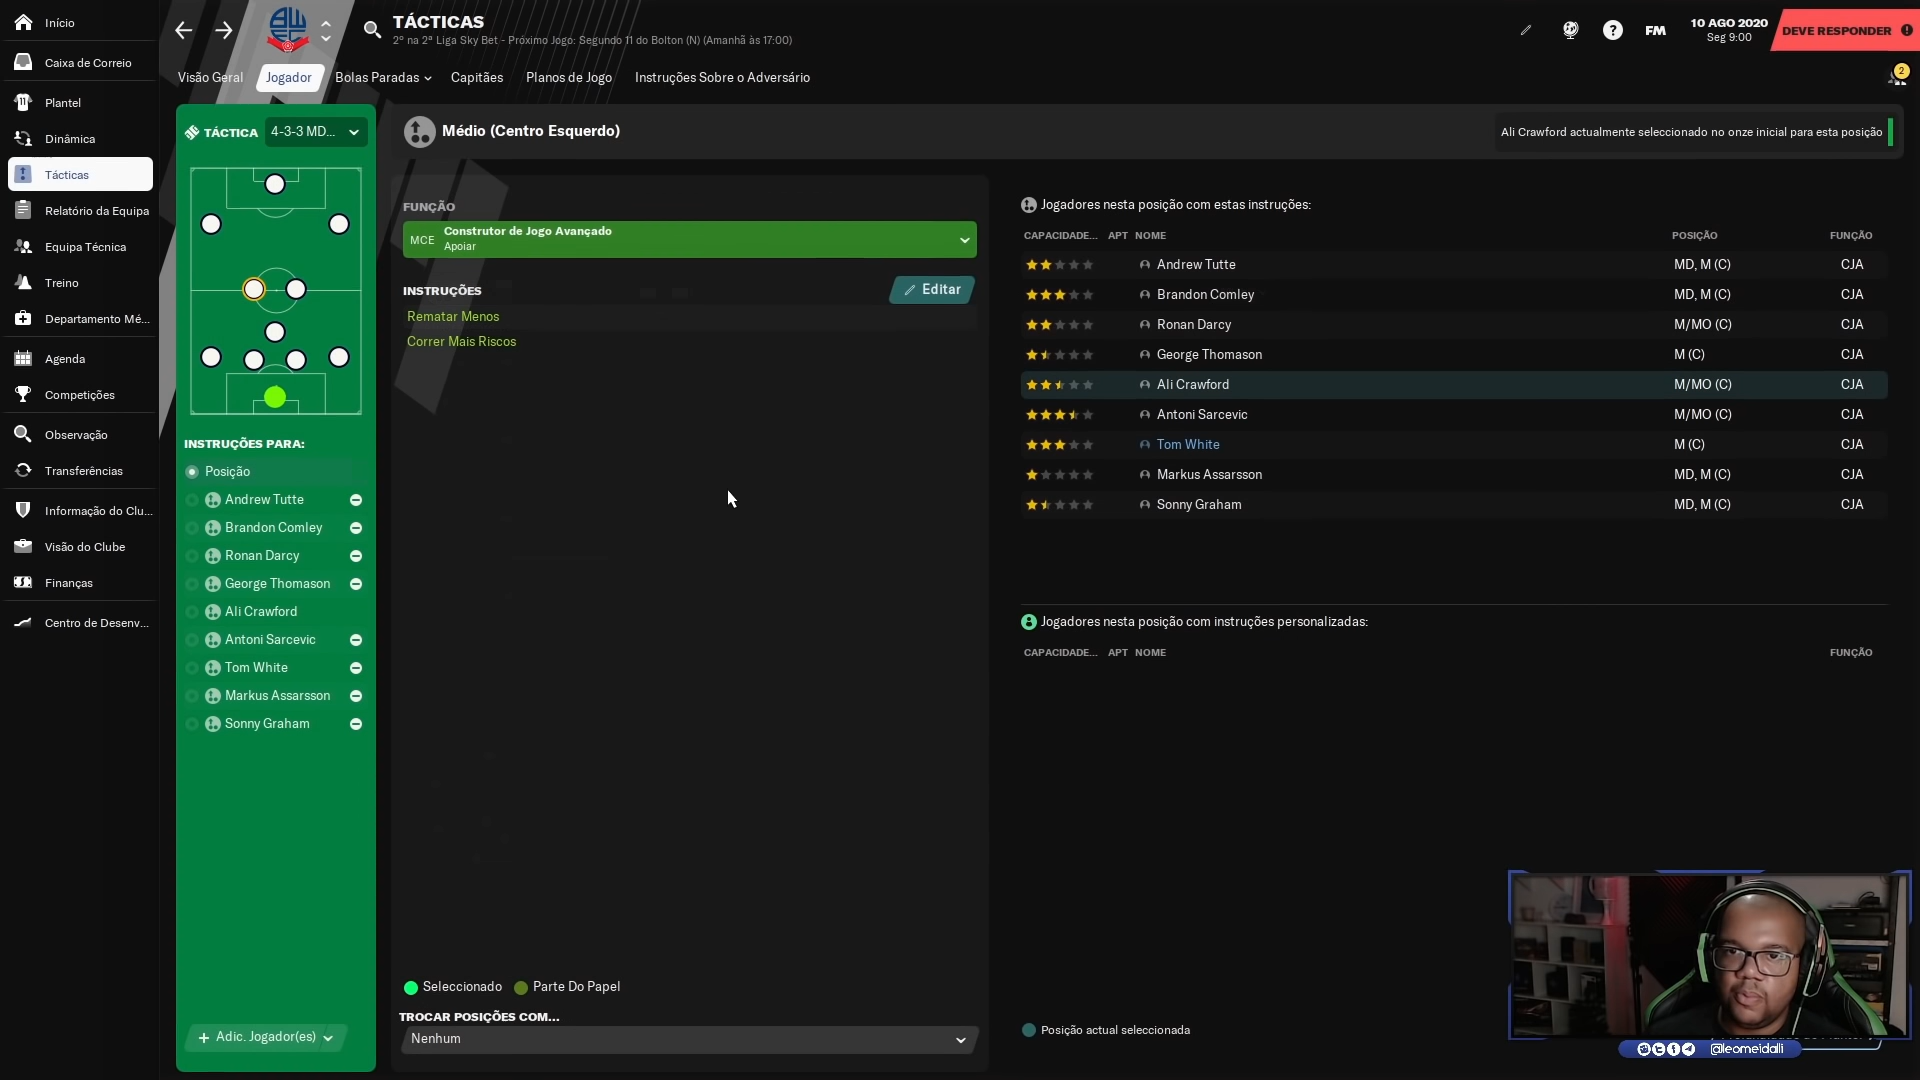 Início
Caixa de Correio
Plantel
Dinâmica
Tácticas
Relatório da Equipa
Equipa Técnica
Treino
Departamento Mé...
Agenda
Competições
Observação
Transferências
Informação do Clu...
Visão do Clube
Finanças
Centro de Desenv...
TÁCTICAS
2º na 2ª Liga Sky Bet - Próximo Jogo: Segundo 11 do Bolton (N) (Amanhã às 17:00)
FM
10 AGO 2020
Seg 9:00
DEVE RESPONDER
2
Visão Geral
Jogador
Bolas Paradas
Capitães
Planos de Jogo
Instruções Sobre o Adversário
TÁCTICA
4-3-3 MD...
INSTRUÇÕES PARA:
Posição
Andrew Tutte
Brandon Comley
Ronan Darcy
George Thomason
Ali Crawford
Antoni Sarcevic
Tom White
Markus Assarsson
Sonny Graham
Adic. Jogador(es)
Médio (Centro Esquerdo)
Ali Crawford actualmente seleccionado no onze inicial para esta posição
FUNÇÃO
MCE
Construtor de Jogo Avançado
Apoiar
INSTRUÇÕES
Editar
Rematar Menos
Correr Mais Riscos
Seleccionado
Parte Do Papel
TROCAR POSIÇÕES COM...
Nenhum
Jogadores nesta posição com estas instruções:
CAPACIDADE... APT NOME POSIÇÃO FUNÇÃO
Andrew Tutte MD, M (C) CJA
Brandon Comley MD, M (C) CJA
Ronan Darcy M/MO (C) CJA
George Thomason M (C) CJA
Ali Crawford M/MO (C) CJA
Antoni Sarcevic M/MO (C) CJA
Tom White M (C) CJA
Markus Assarsson MD, M (C) CJA
Sonny Graham MD, M (C) CJA
Jogadores nesta posição com instruções personalizadas:
CAPACIDADE... APT NOME FUNÇÃO
Posição actual seleccionada
@leomeidalli